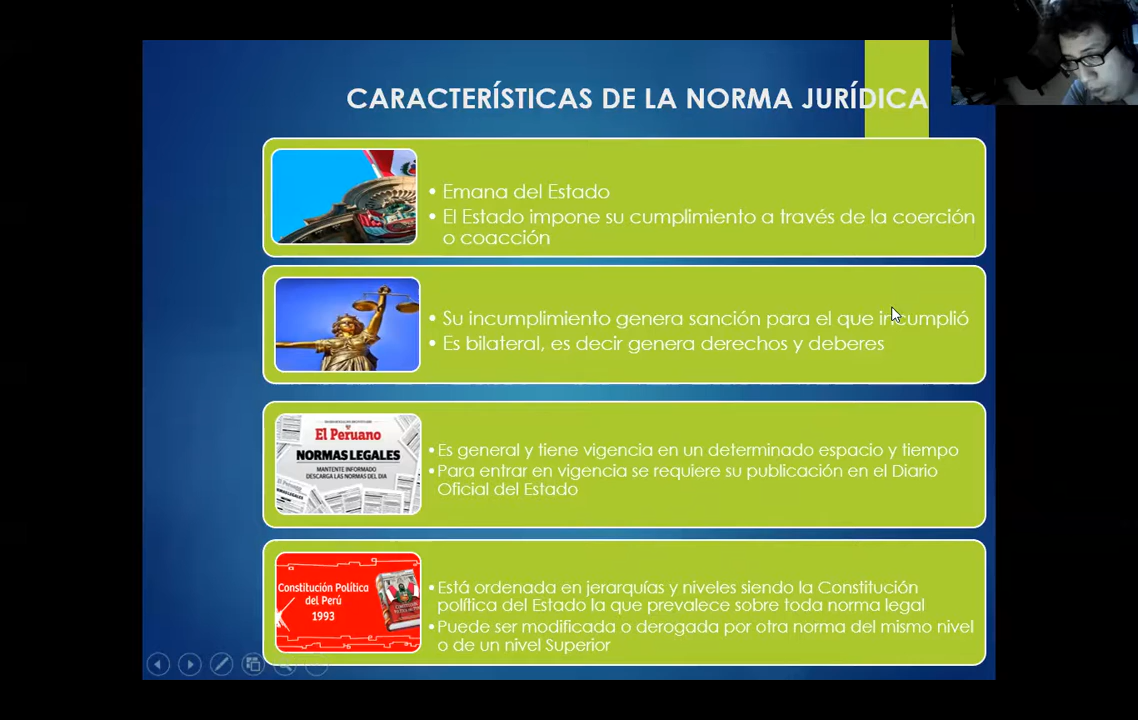 CARACTERÍSTICAS DE LA NORMA JURÍDICA
• Emana del Estado
• El Estado impone su cumplimiento a través de la coerción
o coacción
• Su incumplimiento genera sanción para el que incumplió
• Es bilateral, es decir genera derechos y deberes
El Peruano
NORMAS LEGALES
MANTENTE INFORMADO
DESCARGA LAS NORMAS DEL DIA
• Es general y tiene vigencia en un determinado espacio y tiempo
• Para entrar en vigencia se requiere su publicación en el Diario
Oficial del Estado
Constitución Política
del Perú
1993
• Está ordenada en jerarquías y niveles siendo la Constitución
política del Estado la que prevalece sobre toda norma legal
• Puede ser modificada o derogada por otra norma del mismo nivel
o de un nivel Superior